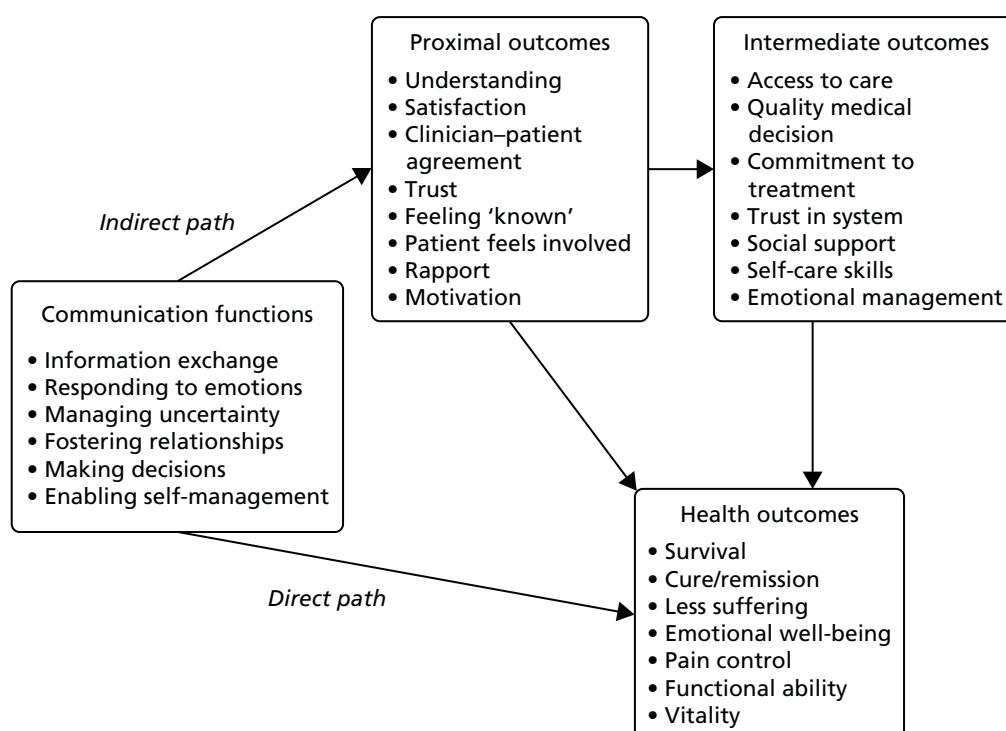 Proximal outcomes
• Understanding
• Satisfaction
• Clinician–patient
agreement
• Trust
• Feeling ‘known’
• Patient feels involved
• Rapport
• Motivation
Intermediate outcomes
• Access to care
• Quality medical
decision
• Commitment to
treatment
• Trust in system
• Social support
• Self-care skills
• Emotional management
Indirect path
Communication functions
• Information exchange
• Responding to emotions
• Managing uncertainty
• Fostering relationships
• Making decisions
• Enabling self-management
Direct path
Health outcomes
• Survival
• Cure/remission
• Less suffering
• Emotional well-being
• Pain control
• Functional ability
• Vitality